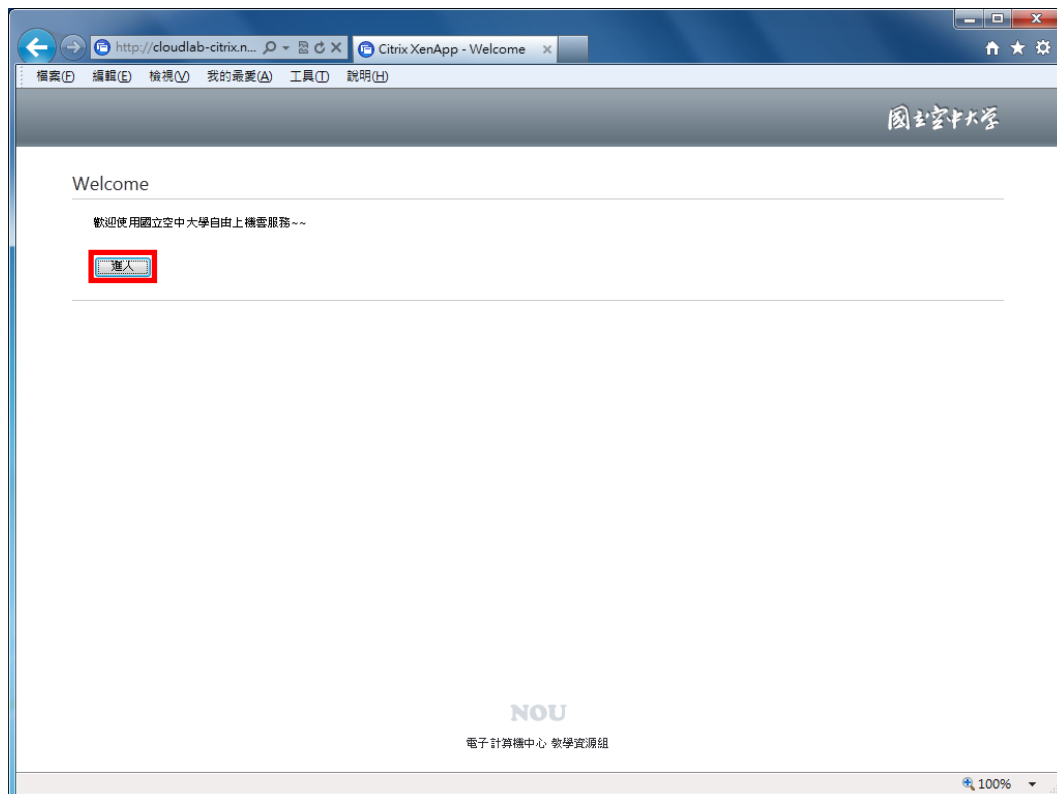 http://cloudlab-citrix.n...
Citrix XenApp - Welcome
檔案(F) 編輯(E) 檢視(V) 我的最愛(A) 工具(T) 說明(H)
國立空中大學
Welcome
歡迎使用國立空中大學自由上機雲服務~~
進入
NOU
電子計算機中心 教學資源組
100%